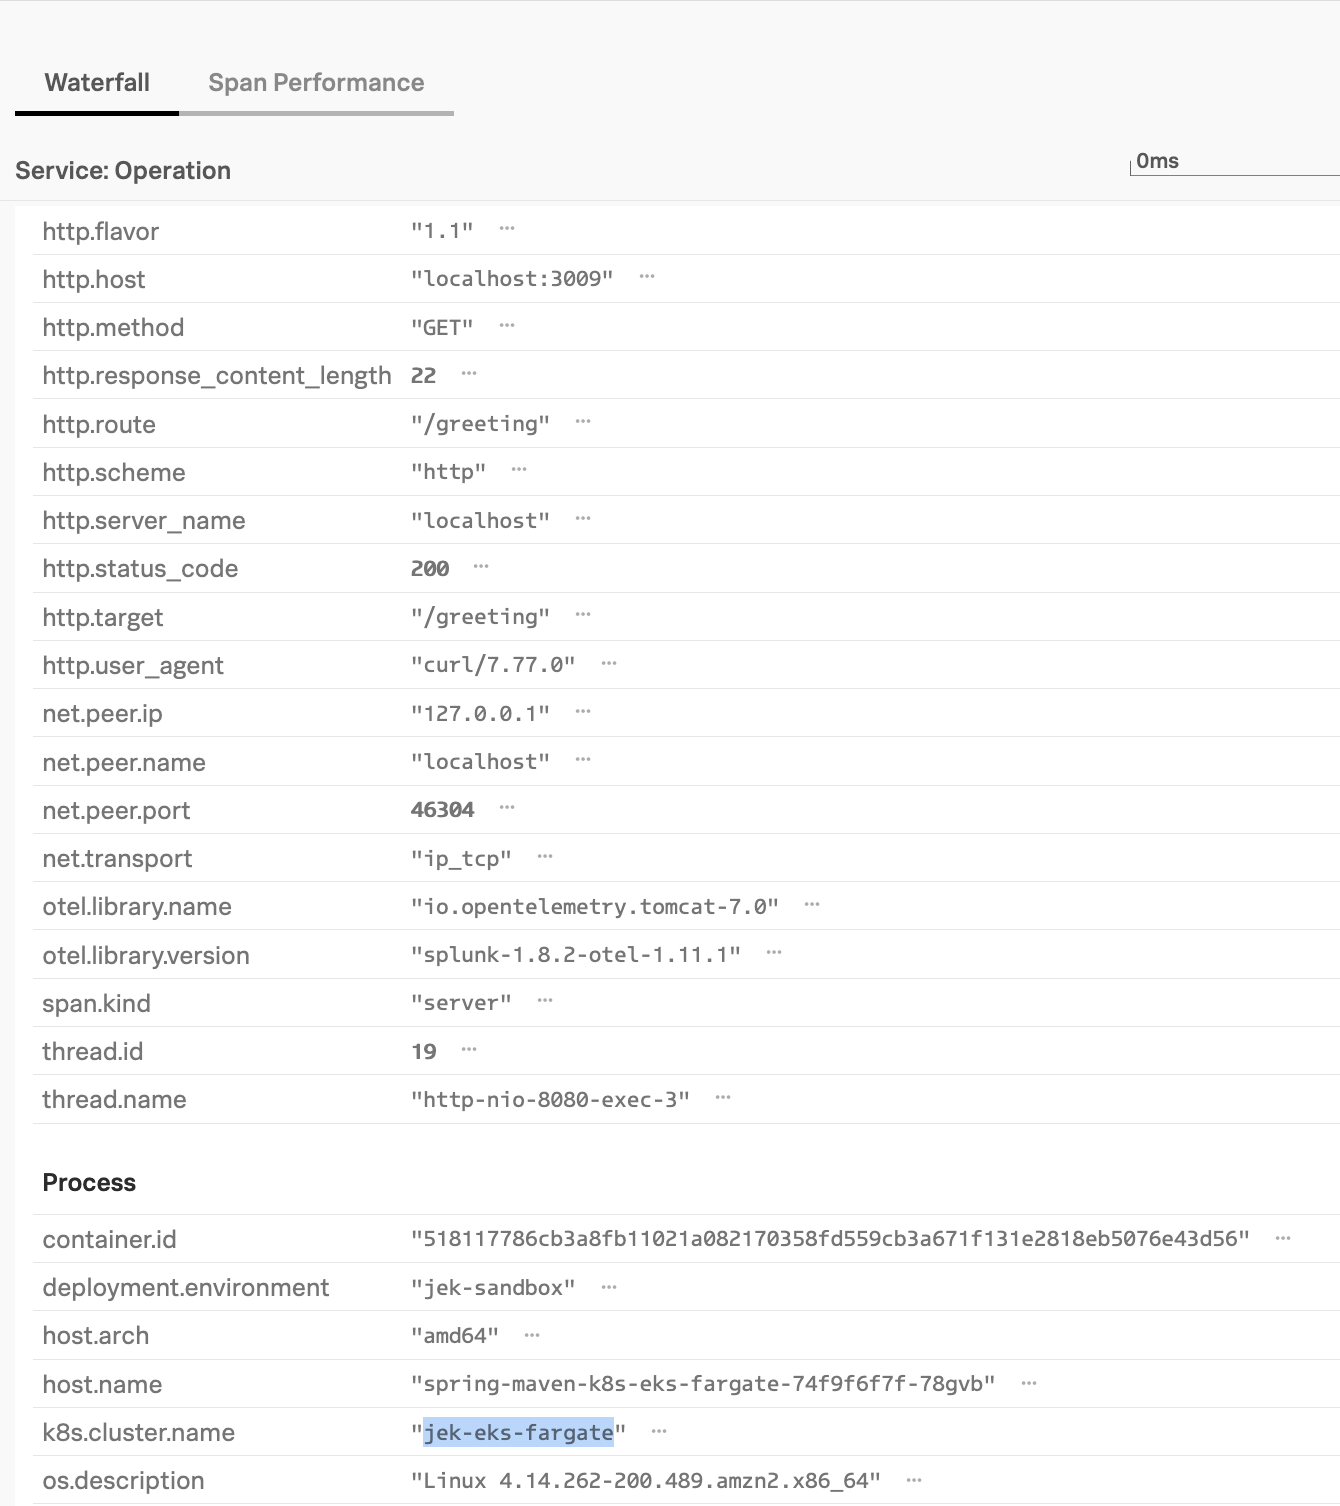 Waterfall Span Performance
Service: Operation 0ms
http.flavor "1.1" ...
http.host "localhost:3009" ...
http.method "GET" ...
http.response_content_length 22 ...
http.route "/greeting" ...
http.scheme "http" ...
http.server_name "localhost" ...
http.status_code 200 ...
http.target "/greeting" ...
http.user_agent "curl/7.77.0" ...
net.peer.ip "127.0.0.1" ...
net.peer.name "localhost" ...
net.peer.port 46304 ...
net.transport "ip_tcp" ...
otel.library.name "io.opentelemetry.tomcat-7.0" ...
otel.library.version "splunk-1.8.2-otel-1.11.1" ...
span.kind "server" ...
thread.id 19 ...
thread.name "http-nio-8080-exec-3" ...
Process
container.id "518117786cb3a8fb11021a082170358fd559cb3a671f131e2818eb5076e43d56" ...
deployment.environment "jek-sandbox" ...
host.arch "amd64" ...
host.name "spring-maven-k8s-eks-fargate-74f9f6f7f-78gvb" ...
k8s.cluster.name "jek-eks-fargate" ...
os.description "Linux 4.14.262-200.489.amzn2.x86_64" ...